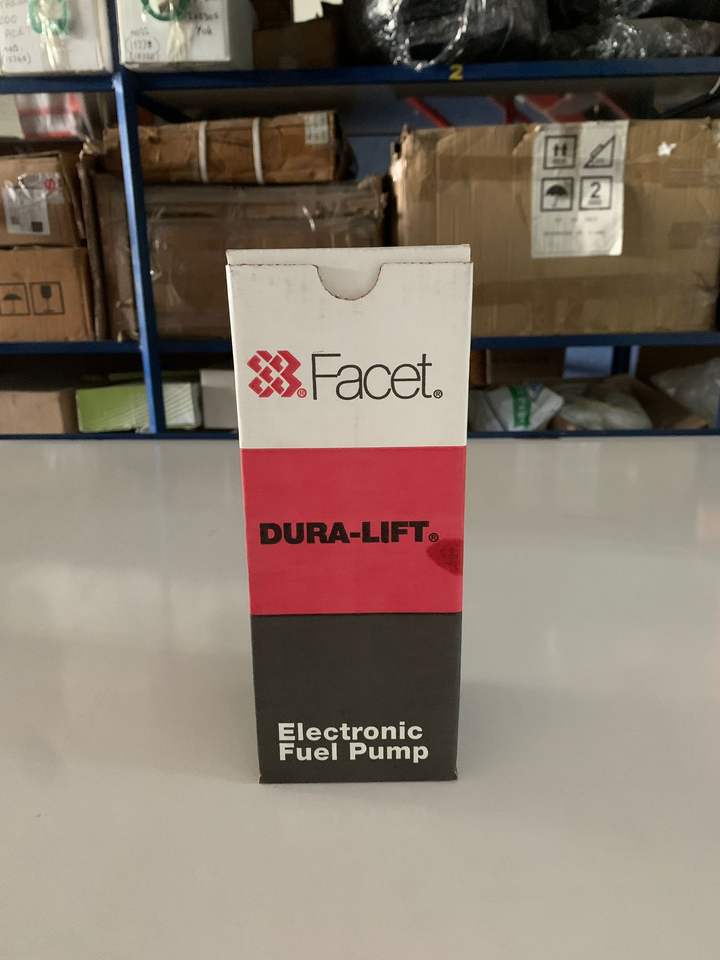 2
2
Facet®
DURA-LIFT®
Electronic
Fuel Pump